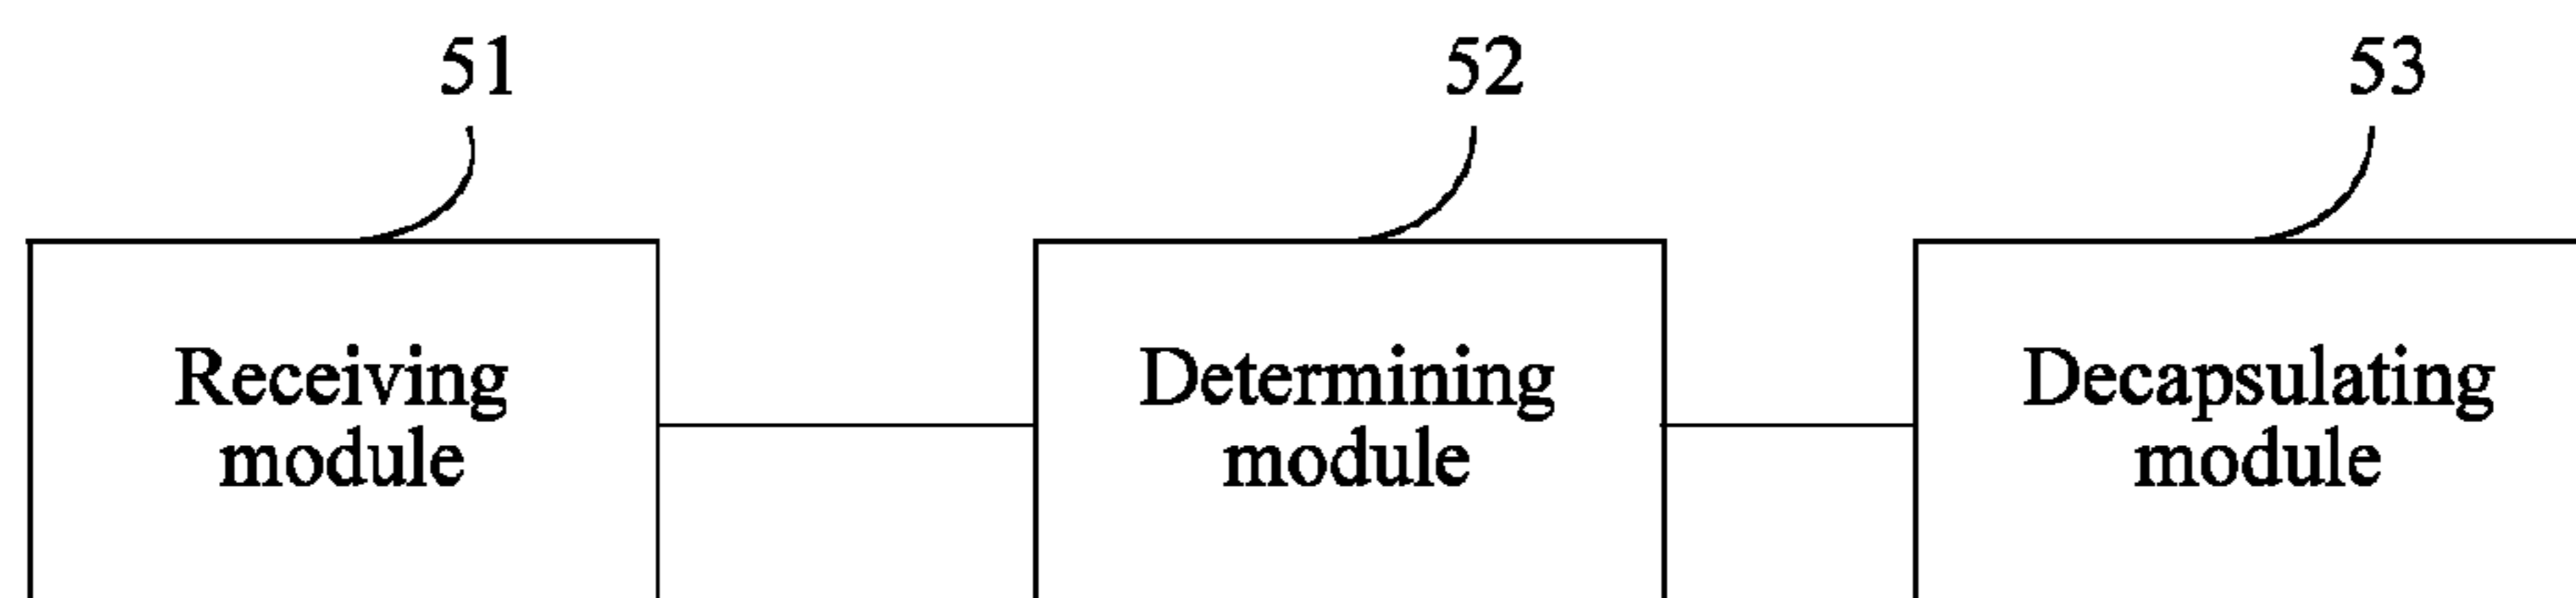 51
52
53
Receiving
module
Determining
module
Decapsulating
module